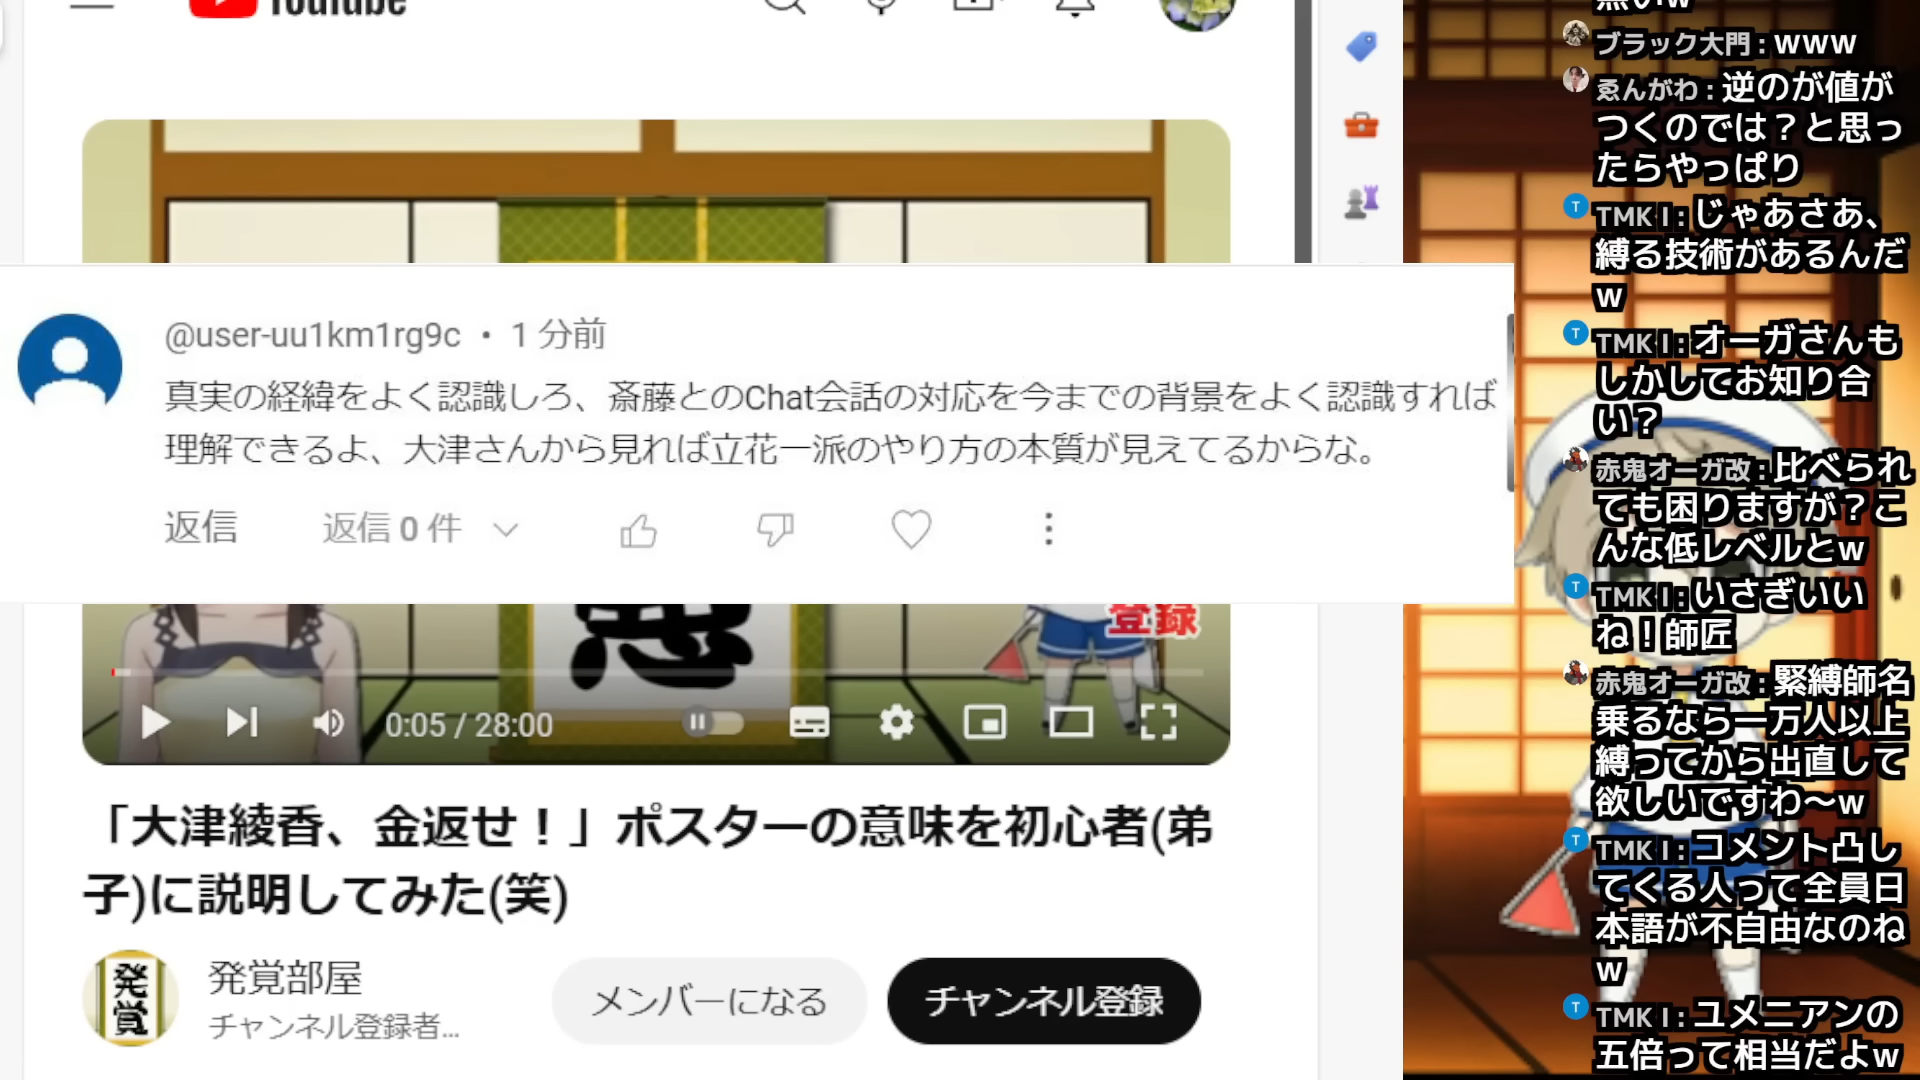 YouTube
@user-uu1km1rg9c • 1 分前
真実の経緯をよく認識しろ、斎藤とのChat会話の対応を今までの背景をよく認識すれば
理解できるよ、大津さんから見れば立花一派のやり方の本質が見えてるからな。
返信 返信 0 件
登録
0:05 / 28:00
「大津綾香、金返せ！」ポスターの意味を初心者(弟
子)に説明してみた(笑)
発覚
発覚部屋
チャンネル登録者...
メンバーになる
チャンネル登録
ブラック大門 : www
ゑんがわ : 逆のが値が
つくのでは？と思っ
たらやっぱり
T
TMK I : じゃあさあ、
縛る技術があるんだ
w
T
TMK I : オーガさんも
しかしてお知り合
い？
赤鬼オーガ改 : 比べられ
ても困りますが？こ
んな低レベルとw
T
TMK I : いさぎいい
ね！師匠
赤鬼オーガ改 : 緊縛師名
乗るなら一万人以上
縛ってから出直して
欲しいですわ～w
T
TMK I : コメント凸し
てくる人って全員日
本語が不自由なのね
w
T
TMK I : ユメニアンの
五倍って相当だよw